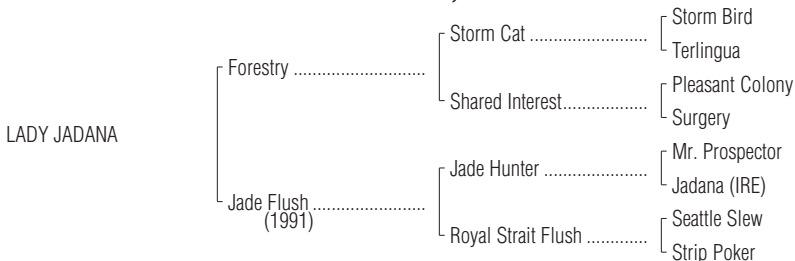 LADY JADANA
Forestry ............................
Jade Flush ........................
(1991)
Storm Cat .........................
Shared Interest..................
Jade Hunter ......................
Royal Strait Flush .............
Storm Bird
Terlingua
Pleasant Colony
Surgery
Mr. Prospector
Jadana (IRE)
Seattle Slew
Strip Poker